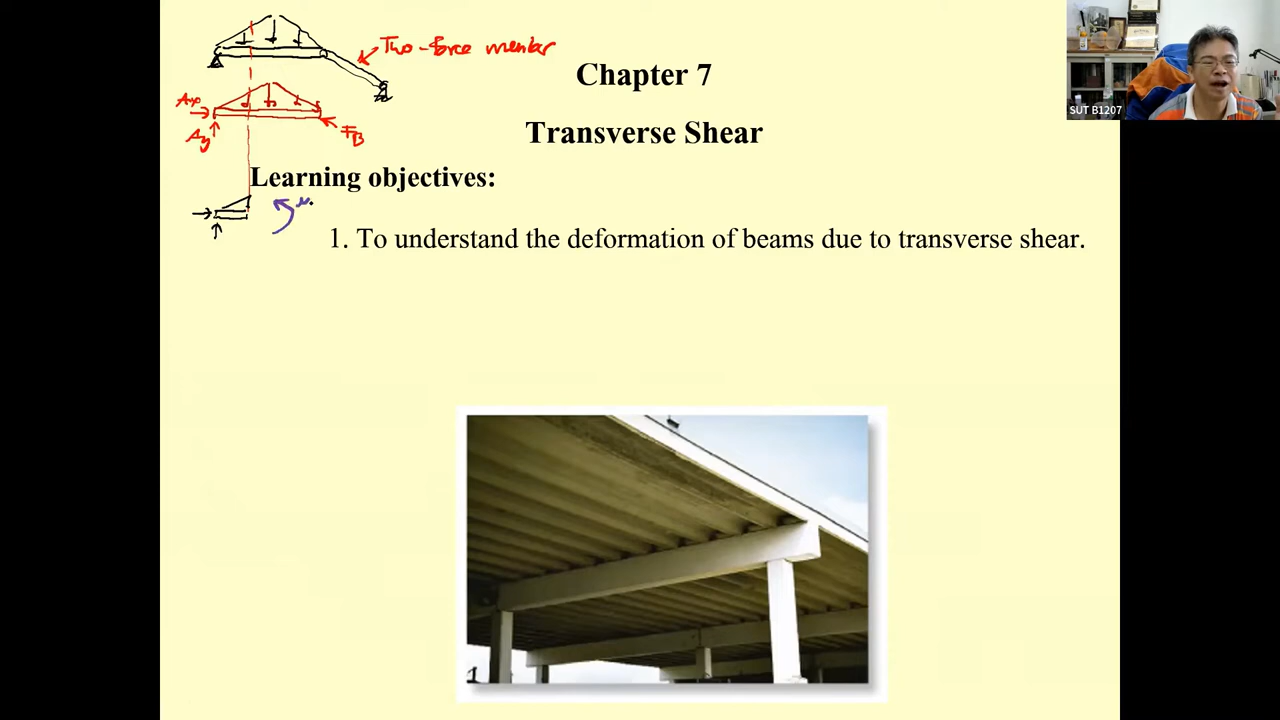 Two-force member
Chapter 7
Ax
SUT B1207
Transverse Shear
Ay
FB
Learning objectives:
1. To understand the deformation of beams due to transverse shear.